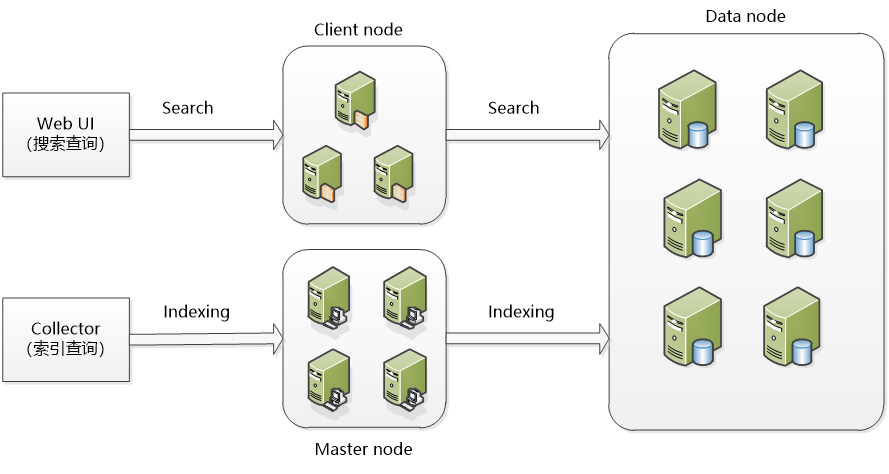 Data node
Client node
Search
Search
Web UI
(搜索查询)
Indexing
Indexing
Collector
(索引查询)
Master node